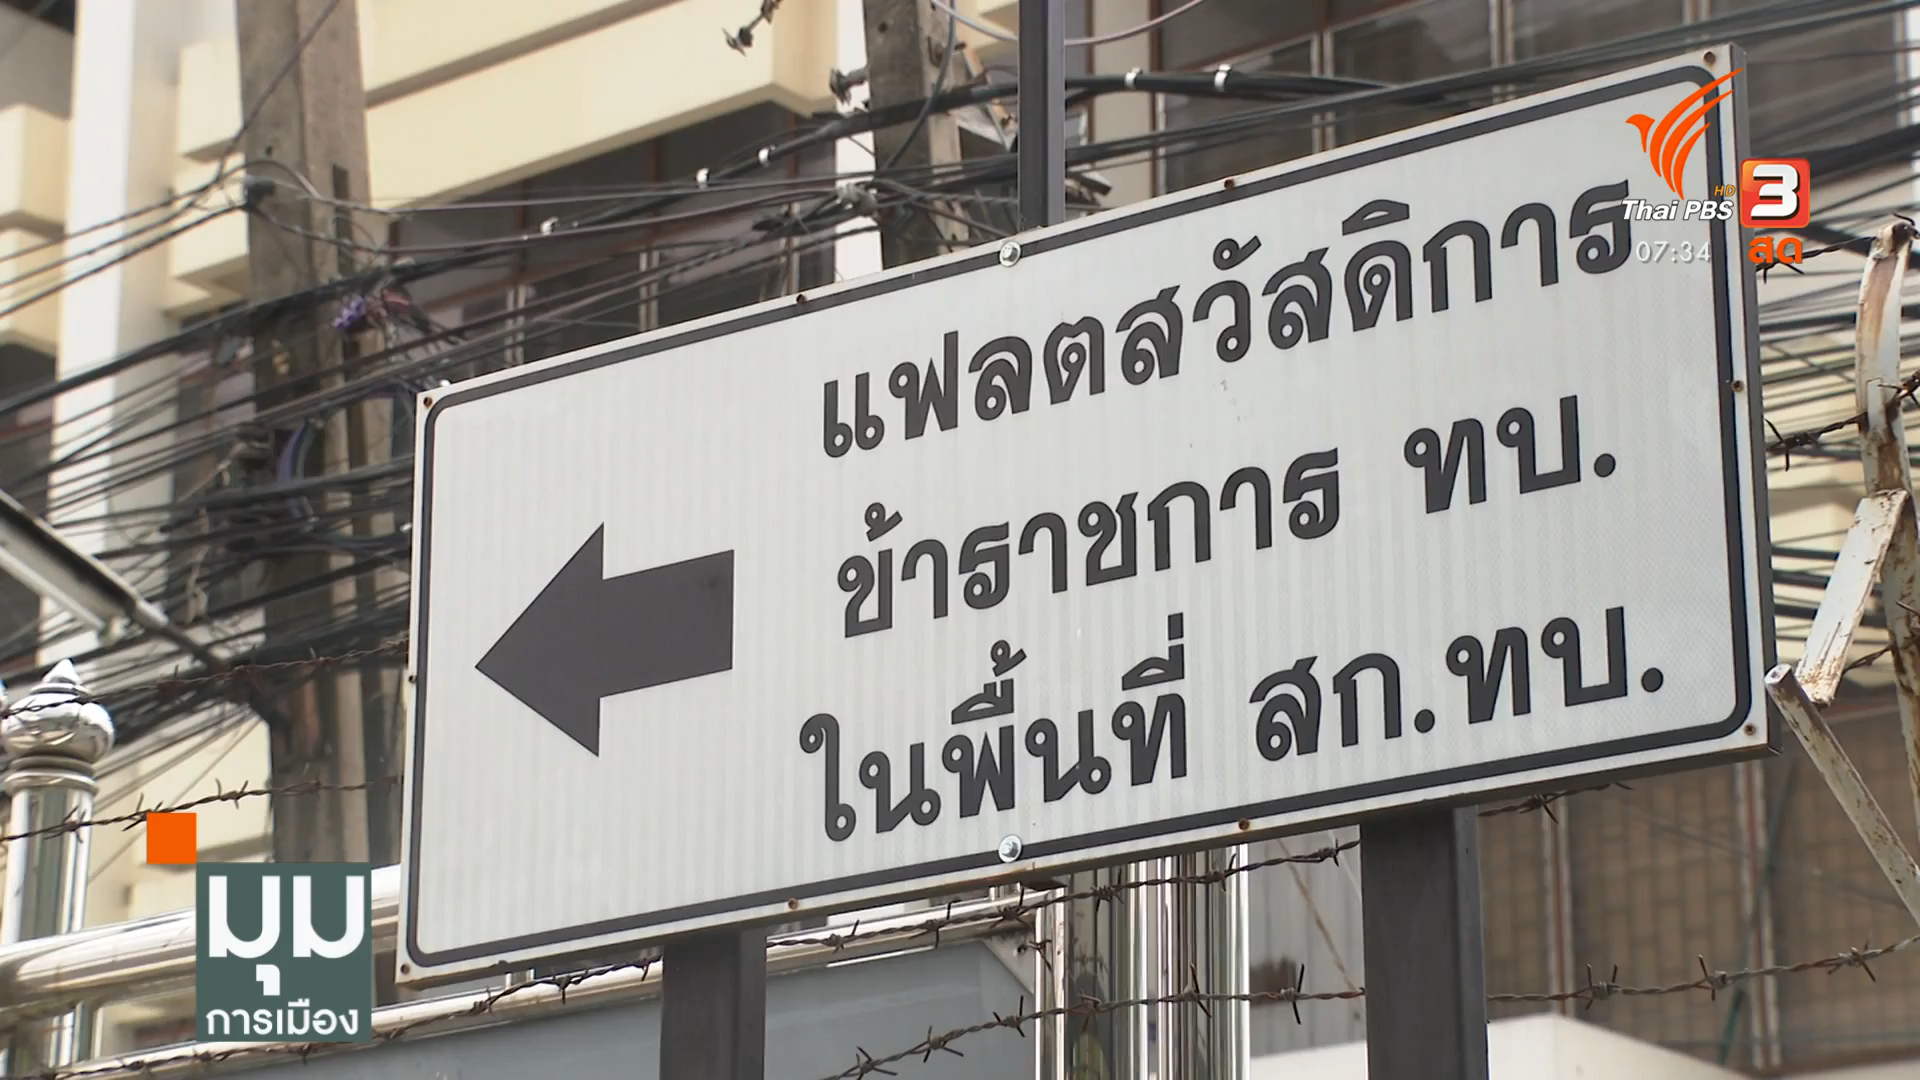 แฟลตสวัสดิการ
ข้าราชการ ทบ.
ในพื้นที่ สก.ทบ.
HD
Thai PBS 3
07:34 สด
มุม
การเมือง